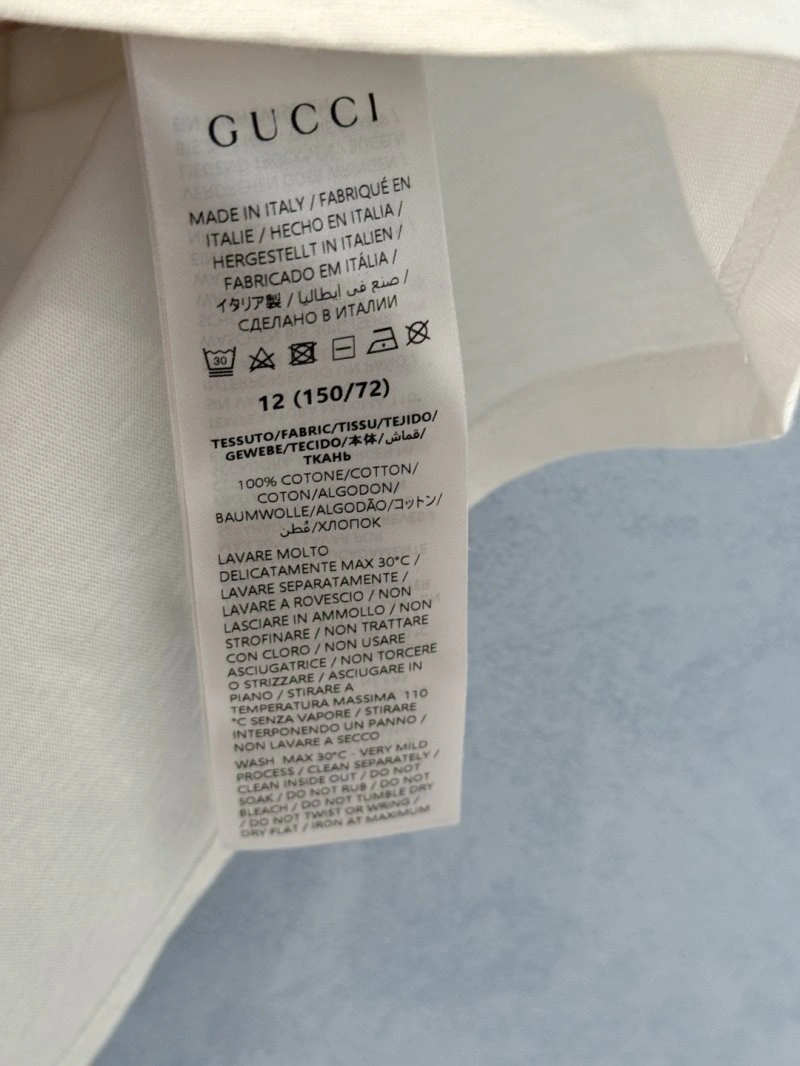 GUCCI
MADE IN ITALY / FABRIQUÉ EN
ITALIE / HECHO EN ITALIA /
HERGESTELLT IN ITALIEN /
FABRICADO EM ITÁLIA /
イタリア製 / صنع في إيطاليا /
СДЕЛАНО В ИТАЛИИ
30
12 (150/72)
TESSUTO/FABRIC/TISSU/TEJIDO/
GEWEBE/TECIDO/本体/قماش/
ТКАНЬ
100% COTONE/COTTON/
COTON/ALGODON/
BAUMWOLLE/ALGODÃO/コットン/
قُطن/ХЛОПОК
LAVARE MOLTO
DELICATAMENTE MAX 30°C /
LAVARE SEPARATAMENTE /
LAVARE A ROVESCIO / NON
LASCIARE IN AMMOLLO / NON
STROFINARE / NON TRATTARE
CON CLORO / NON USARE
ASCIUGATRICE / NON TORCERE
O STRIZZARE / ASCIUGARE IN
PIANO / STIRARE A
TEMPERATURA MASSIMA 110
°C SENZA VAPORE / STIRARE
INTERPONENDO UN PANNO /
NON LAVARE A SECCO
WASH MAX 30°C - VERY MILD
PROCESS / CLEAN SEPARATELY /
CLEAN INSIDE OUT / DO NOT
SOAK / DO NOT RUB / DO NOT
BLEACH / DO NOT TUMBLE DRY
/ DO NOT TWIST OR WRING /
DRY FLAT / IRON AT MAXIMUM